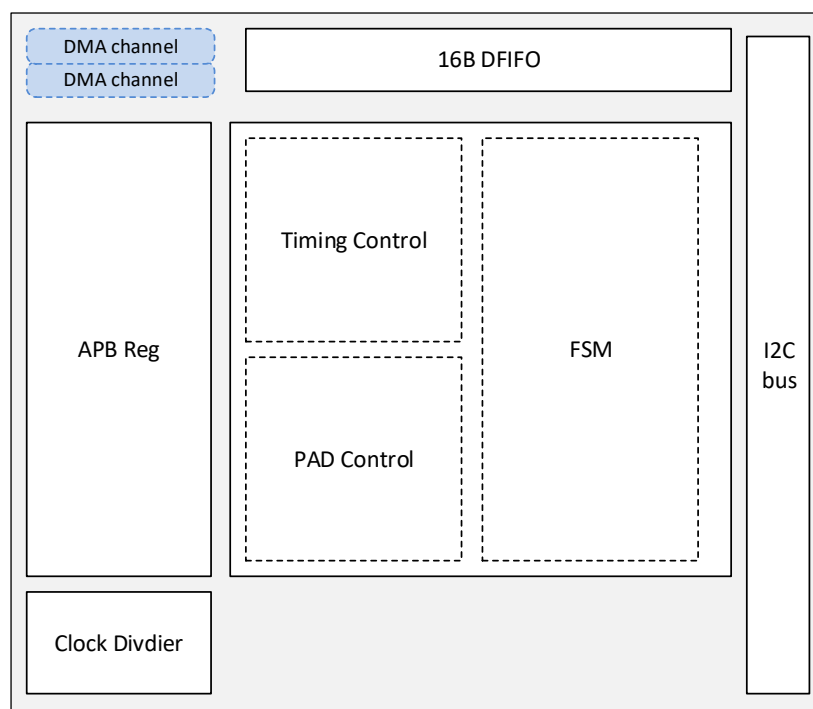 DMA channel
DMA channel
16B DFIFO
Timing Control
APB Reg
FSM
I2C
bus
PAD Control
Clock Divdier